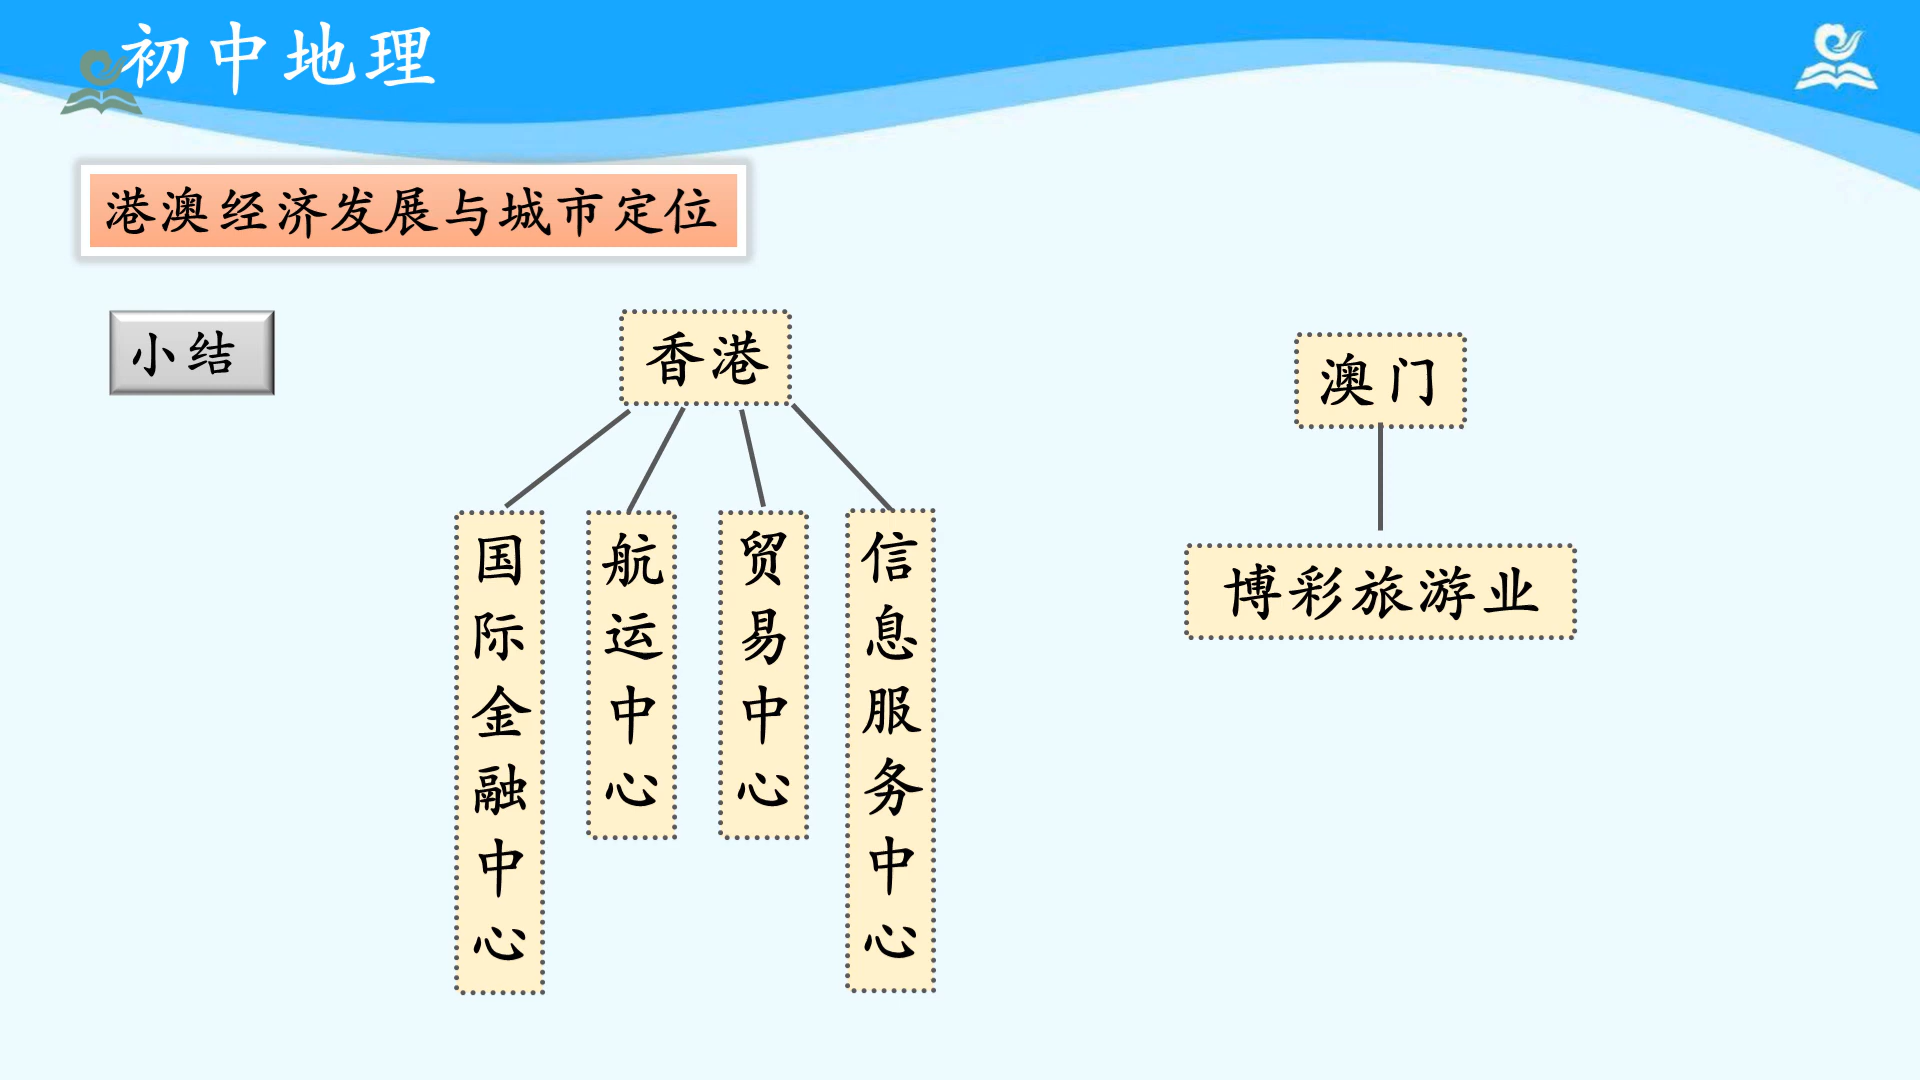 初中地理
港澳经济发展与城市定位
小结
香港
国际金融中心
航运中心
贸易中心
信息服务中心
澳门
博彩旅游业